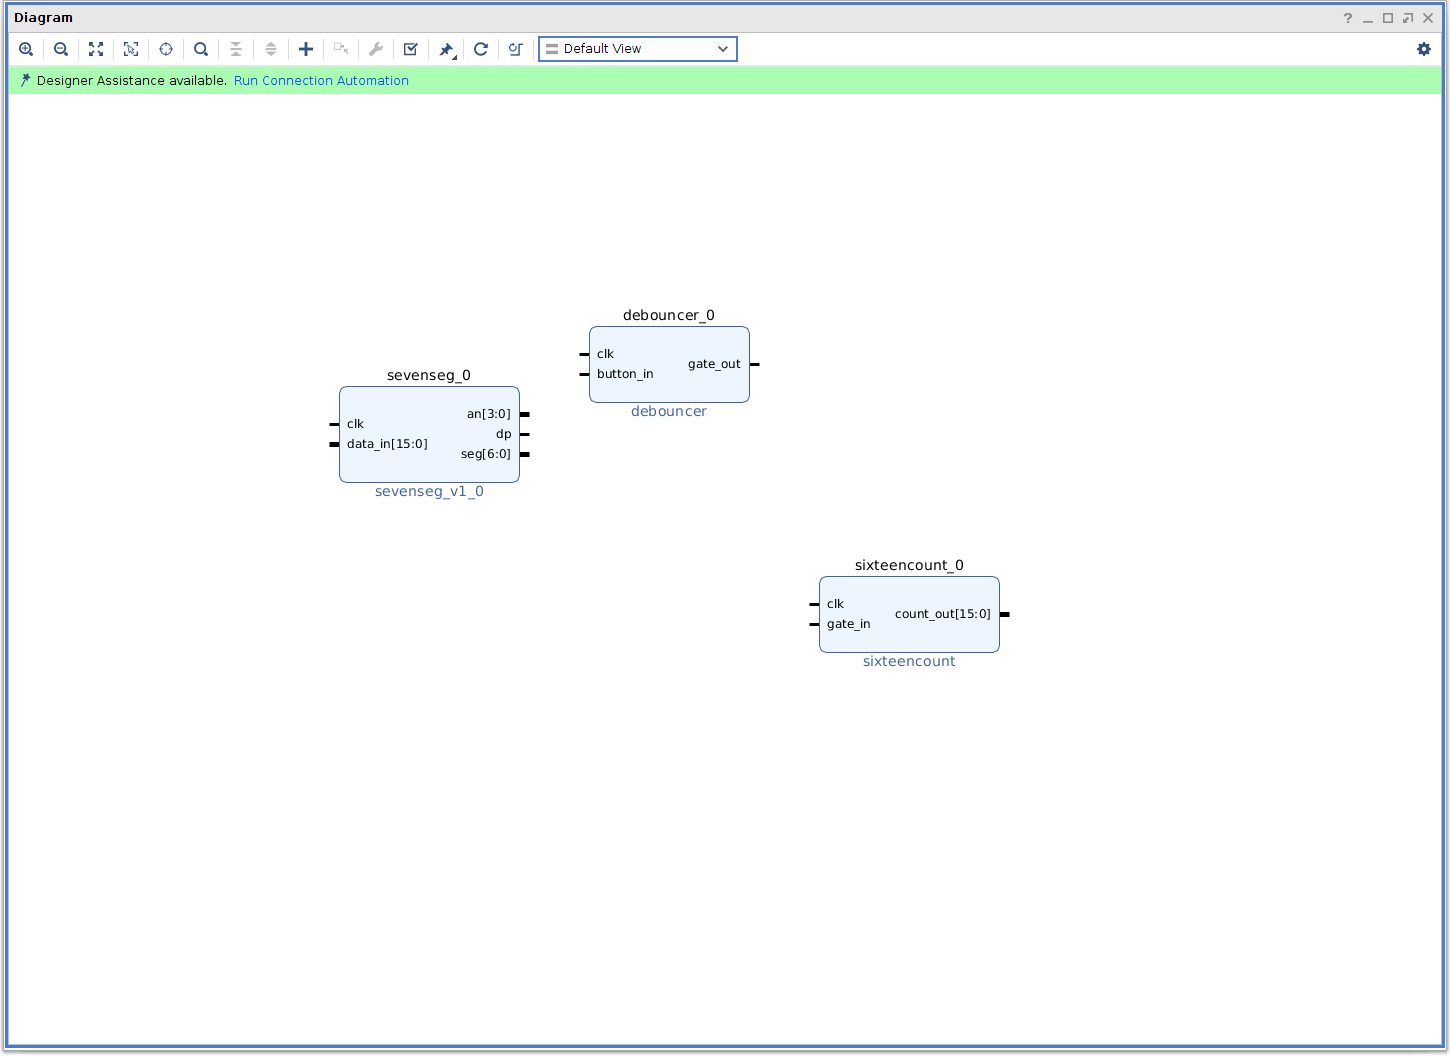 Diagram
Default View
Designer Assistance available. Run Connection Automation
debouncer_0
clk
button_in
gate_out
debouncer
sevenseg_0
clk
data_in[15:0]
an[3:0]
dp
seg[6:0]
sevenseg_v1_0
sixteencount_0
clk
gate_in
count_out[15:0]
sixteencount